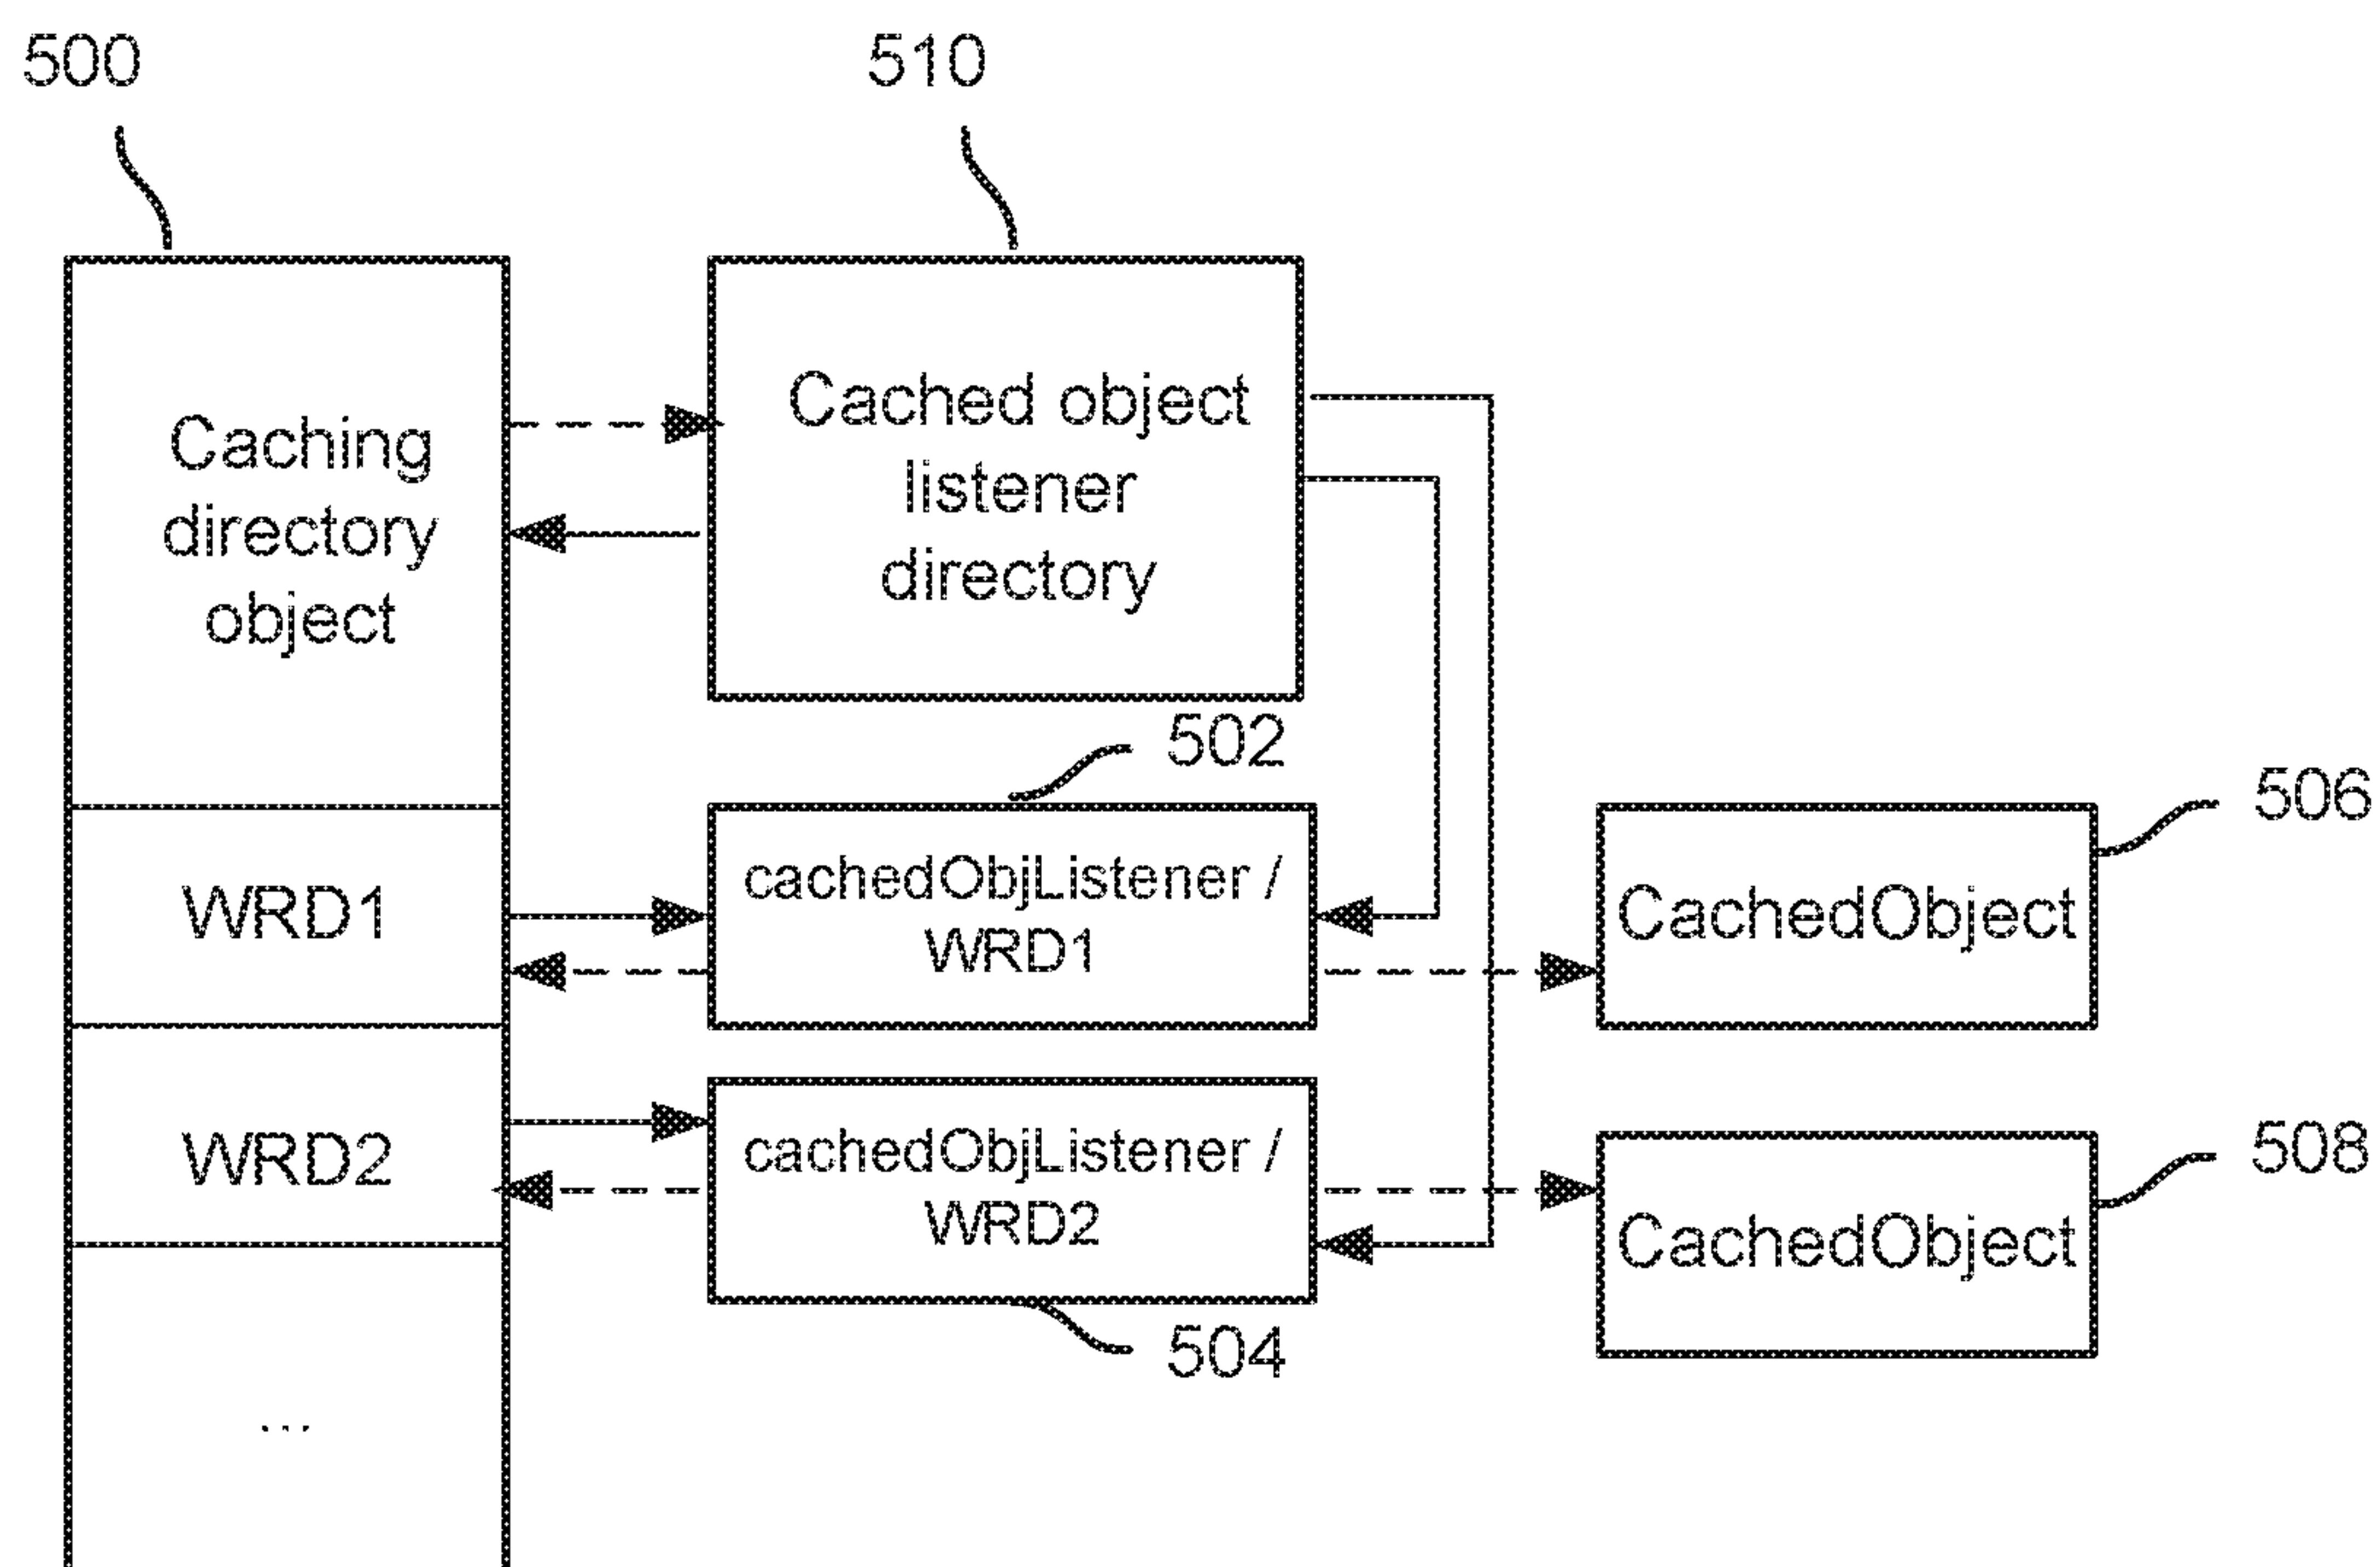 500
510
Caching
directory
object
Cached object
listener
directory
502
506
WRD1
cachedObjListener /
WRD1
CachedObject
WRD2
cachedObjListener /
WRD2
508
CachedObject
504
...